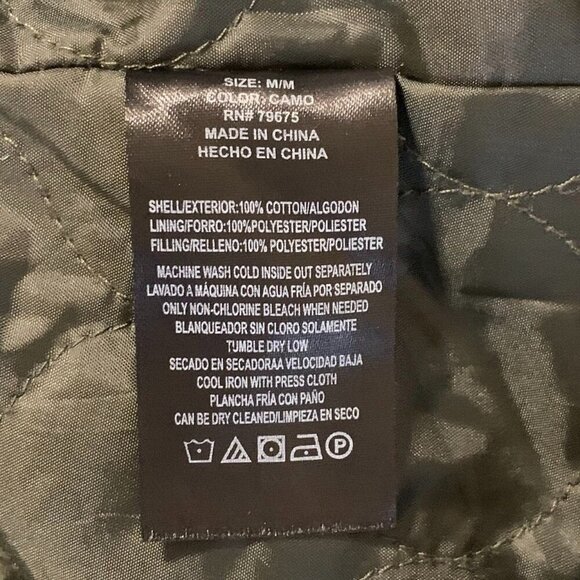 SIZE: M/M
COLOR: CAMO
RN# 79675
MADE IN CHINA
HECHO EN CHINA
SHELL/EXTERIOR:100% COTTON/ALGODON
LINING/FORRO:100%POLYESTER/POLIESTER
FILLING/RELLENO:100% POLYESTER/POLIESTER
MACHINE WASH COLD INSIDE OUT SEPARATELY
LAVADO A MÁQUINA CON AGUA FRÍA POR SEPARADO
ONLY NON-CHLORINE BLEACH WHEN NEEDED
BLANQUEADOR SIN CLORO SOLAMENTE
TUMBLE DRY LOW
SECADO EN SECADORAA VELOCIDAD BAJA
COOL IRON WITH PRESS CLOTH
PLANCHA FRÍA CON PAÑO
CAN BE DRY CLEANED/LIMPIEZA EN SECO
P